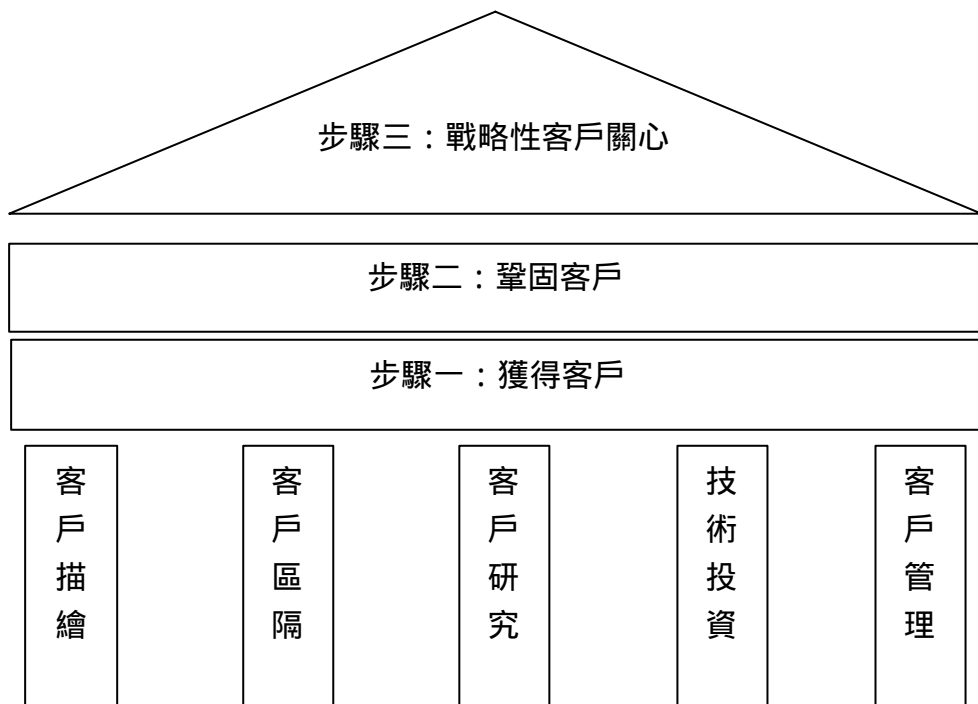 步驟三：戰略性客戶關心
步驟二：鞏固客戶
步驟一：獲得客戶
客戶描繪
客戶區隔
客戶研究
技術投資
客戶管理